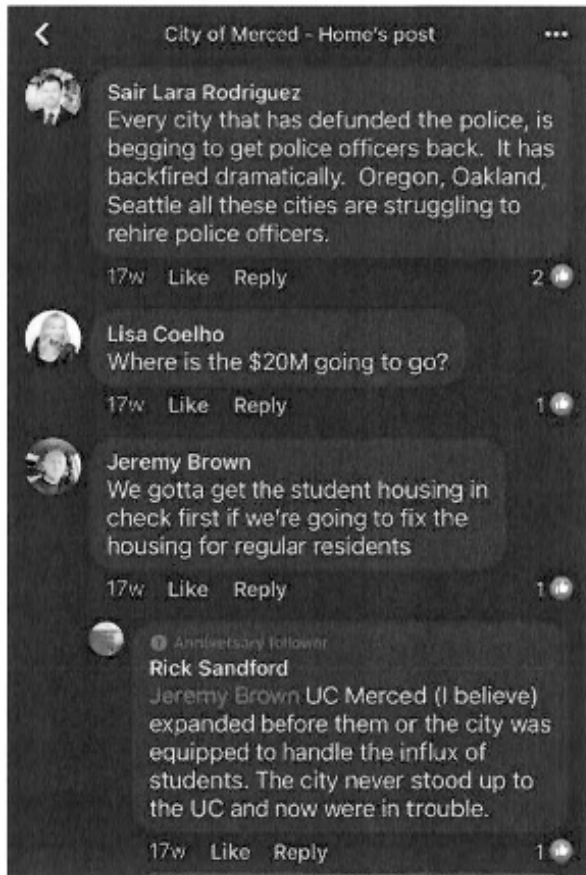 City of Merced - Home's post
Sair Lara Rodriguez
Every city that has defunded the police, is
begging to get police officers back. It has
backfired dramatically. Oregon, Oakland,
Seattle all these cities are struggling to
rehire police officers.
17w Like Reply 2
Lisa Coelho
Where is the $20M going to go?
17w Like Reply 1
Jeremy Brown
We gotta get the student housing in
check first if we're going to fix the
housing for regular residents
17w Like Reply 1
Anniversary follower
Rick Sandford
Jeremy Brown UC Merced (I believe)
expanded before them or the city was
equipped to handle the influx of
students. The city never stood up to
the UC and now were in trouble.
17w Like Reply 1